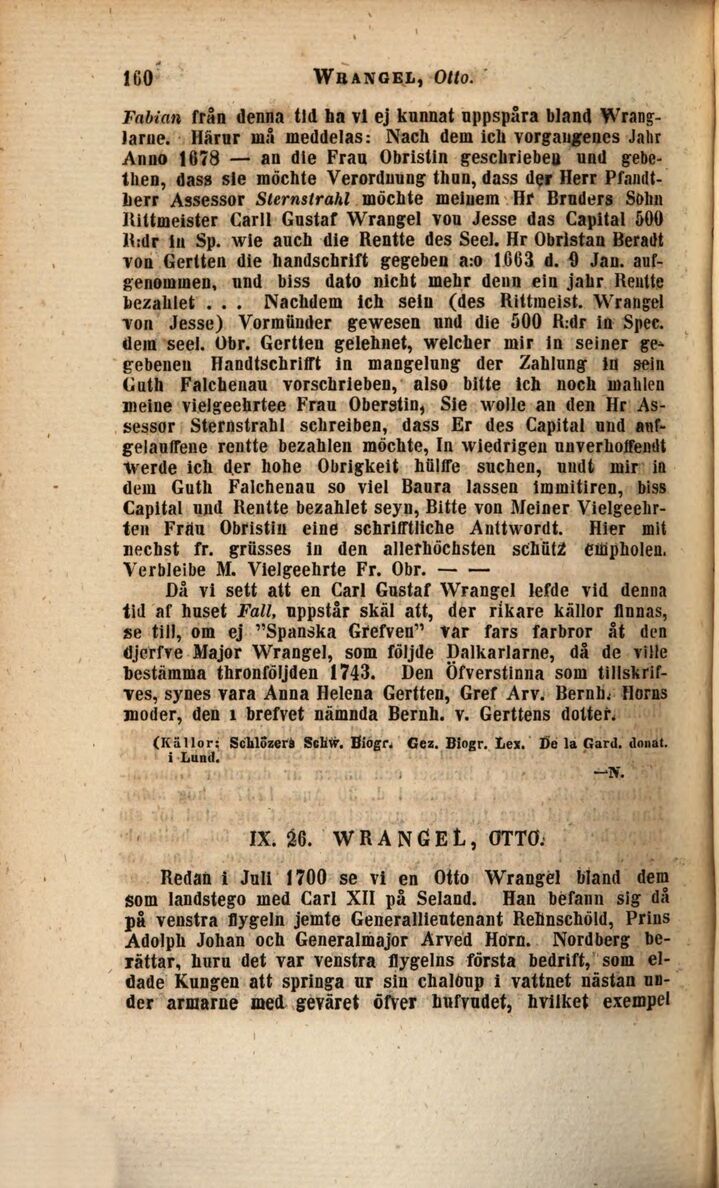 160 WRANGEL, Otto.
Fabian från denna tid ha vi ej kunnat uppspåra bland Wrang-
larne. Härur må meddelas: Nach dem ich vorgangenes Jahr
Anno 1678 — an die Frau Obristin geschrieben und gebe-
then, dass sie möchte Verordnung thun, dass der Herr Pfandt-
herr Assessor Sternstrahl möchte meinem Hr Bruders Sohn
Rittmeister Carll Gustaf Wrangel von Jesse das Capital 500
R:dr in Sp. wie auch die Rentte des Seel. Hr Obristan Beradt
von Gertten die handschrift gegeben a:o 1663 d. 9 Jan. auf-
genommen, und biss dato nicht mehr denn ein jahr Rentte
bezahlet . . . Nachdem ich sein (des Rittmeist. Wrangel
von Jesse) Vormünder gewesen und die 500 R:dr in Spec.
dem seel. Obr. Gertten gelehnet, welcher mir in seiner ge-
gebenen Handtschrifft in mangelung der Zahlung in sein
Guth Falchenau vorschrieben, also bitte ich noch mahlen
meine vielgeehrtee Frau Oberstin, Sie wolle an den Hr As-
sessor Sternstrahl schreiben, dass Er des Capital und auf-
gelauffene rentte bezahlen möchte, In wiedrigen unverhoffendt
werde ich der hohe Obrigkeit hülffe suchen, undt mir in
dem Guth Falchenau so viel Baura lassen immitiren, biss
Capital und Rentte bezahlet seyn, Bitte von Meiner Vielgeehr-
ten Frau Obristin eine schrifftliche Anttwordt. Hier mit
nechst fr. grüsses in den allerhöchsten schütz empholen.
Verbleibe M. Vielgeehrte Fr. Obr. — —
Då vi sett att en Carl Gustaf Wrangel lefde vid denna
tid af huset Fall, uppstår skäl att, der rikare källor finnas,
se till, om ej "Spanska Grefven" var fars farbror åt den
djerfve Major Wrangel, som följde Dalkarlarne, då de ville
bestämma thronföljden 1743. Den Öfverstinna som tillskrif-
ves, synes vara Anna Helena Gertten, Gref Arv. Bernh. Horns
moder, den i brefvet nämnda Bernh. v. Gerttens dotter.
(Källor: Schlözers Schw. Biogr. Gez. Biogr. Lex. De la Gard. donat.
i Lund.
—N.
IX. 26. WRANGEL, OTTO.
Redan i Juli 1700 se vi en Otto Wrangel bland dem
som landstego med Carl XII på Seland. Han befann sig då
på venstra flygeln jemte Generallieutenant Rehnschöld, Prins
Adolph Johan och Generalmajor Arved Horn. Nordberg be-
rättar, huru det var venstra flygelns första bedrift, som el-
dade Kungen att springa ur sin chaloup i vattnet nästan un-
der armarne med geväret öfver hufvudet, hvilket exempel